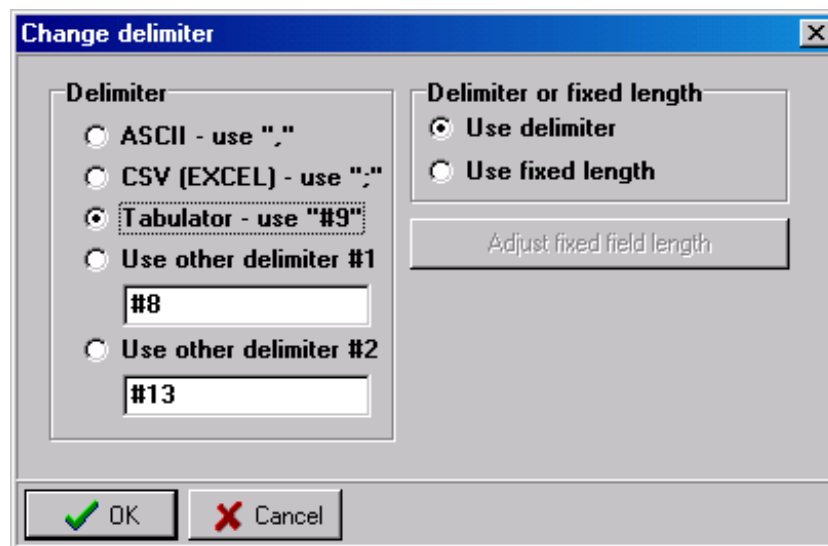 Change delimiter
Delimiter
ASCII - use ","
CSV (EXCEL) - use ";"
Tabulator - use "#9"
Use other delimiter #1
#8
Use other delimiter #2
#13
Delimiter or fixed length
Use delimiter
Use fixed length
Adjust fixed field length
OK
Cancel